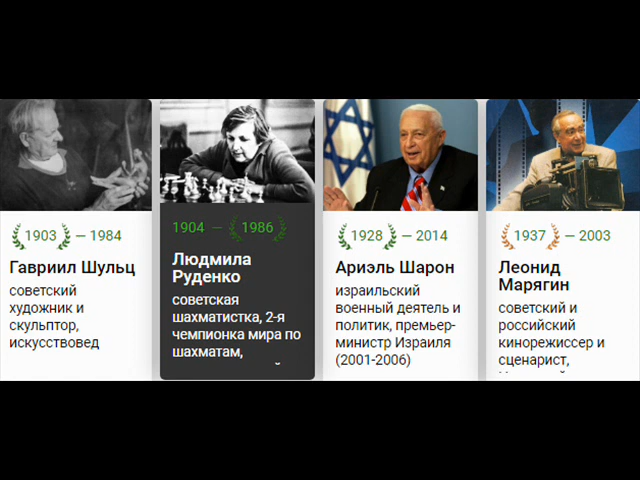 1903 — 1984
Гавриил Шульц
советский
художник и
скульптор,
искусствовед
1904 — 1986
Людмила
Руденко
советская
шахматистка, 2-я
чемпионка мира по
шахматам,
1928 — 2014
Ариэль Шарон
израильский
военный деятель и
политик, премьер-
министр Израиля
(2001-2006)
1937 — 2003
Леонид
Марягин
советский и
российский
кинорежиссер и
сценарист,